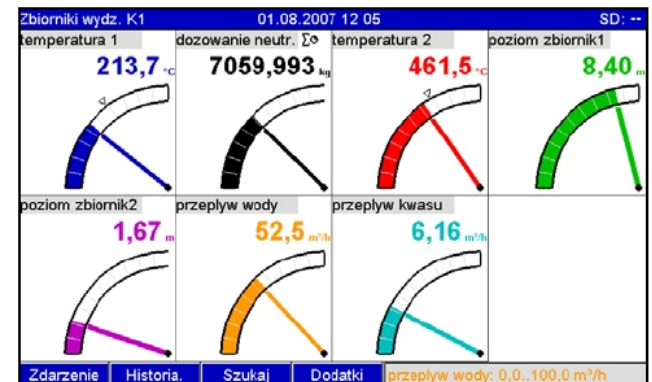 Zbiorniki wydz. K1 01.08.2007 12 05 SD: --
temperatura 1 dozowanie neutr. Σ temperatura 2 poziom zbiornik1
213,7 °C 7059,993 kg 461,5 °C 8,40 m
poziom zbiornik2 przeplyw wody przeplyw kwasu
1,67 m 52,5 m³/h 6,16 m³/h
Zdarzenie Historia. Szukaj Dodatki przeplyw wody: 0,0..100,0 m³/h